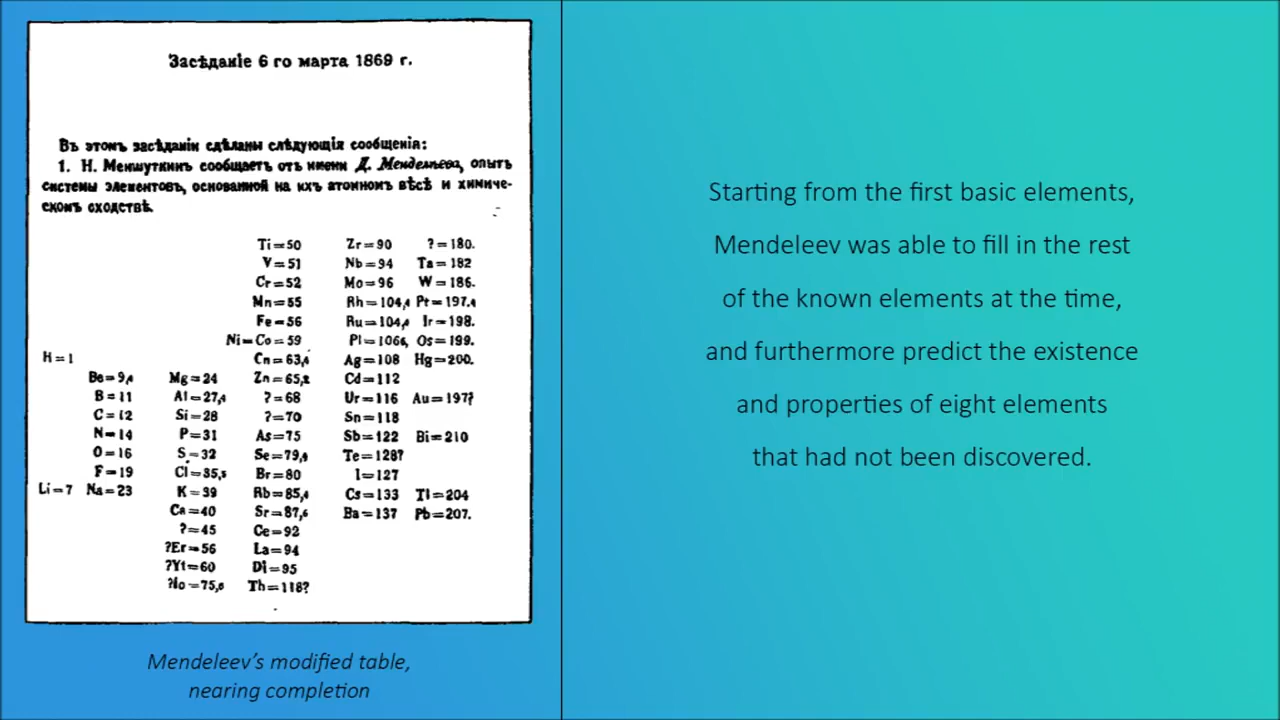 Засѣданіе 6 го марта 1869 г.
Въ этомъ засѣданіи сдѣланы слѣдующія сообщенія:
1. Н. Меншуткинъ сообщаетъ отъ имени Д. Менделѣева, опытъ
системы элементовъ, основанной на ихъ атомномъ вѣсѣ и химиче-
скомъ сходствѣ.
Ti=50 Zr=90 ?=180.
V=51 Nb=94 Ta=182
Cr=52 Mo=96 W=186.
Mn=55 Rh=104,4 Pt=197.4
Fe=56 Ru=104,4 Ir=198.
Ni=Co=59 Pl=1066, Os=199.
H=1 Cn=63,4 Ag=108 Hg=200.
Be=9,4 Mg=24 Zn=65,2 Cd=112
B=11 Al=27,4 ?=68 Ur=116 Au=197?
C=12 Si=28 ?=70 Sn=118
N=14 P=31 As=75 Sb=122 Bi=210
O=16 S=32 Se=79,4 Te=128?
F=19 Cl=35,5 Br=80 I=127
Li=7 Na=23 K=39 Rb=85,4 Cs=133 Tl=204
Ca=40 Sr=87,6 Ba=137 Pb=207.
?=45 Ce=92
?Er=56 La=94
?Yt=60 Di=95
?Io=75,6 Th=118?
Mendeleev’s modified table,
nearing completion
Starting from the first basic elements,
Mendeleev was able to fill in the rest
of the known elements at the time,
and furthermore predict the existence
and properties of eight elements
that had not been discovered.